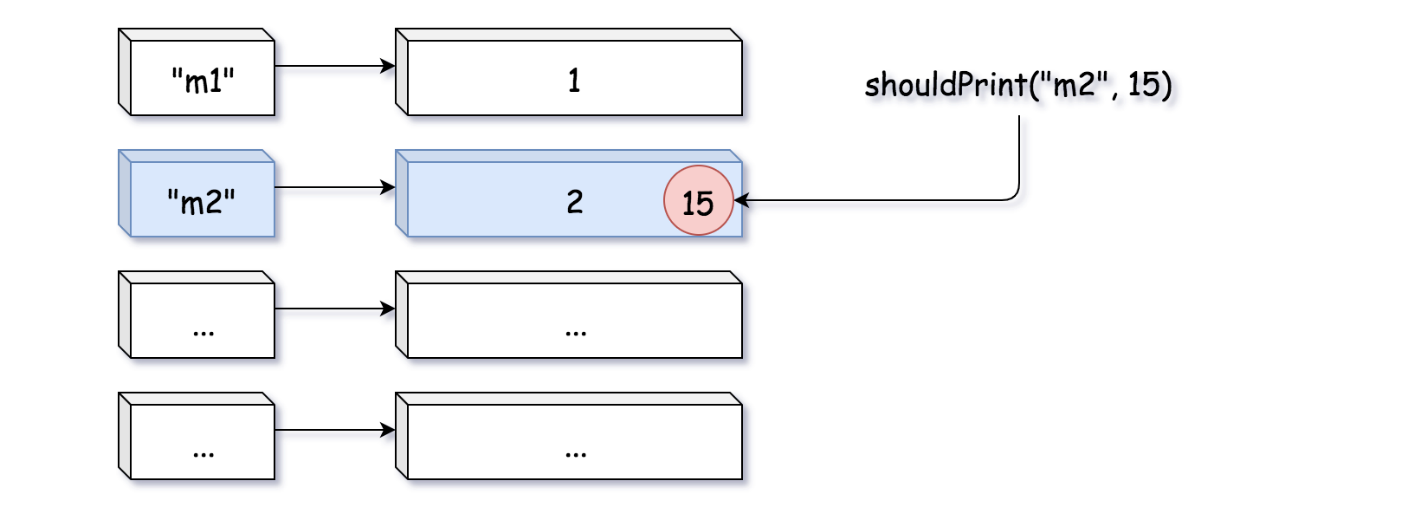 "m1" 1
shouldPrint("m2", 15)
"m2" 2 15
... ...
... ...